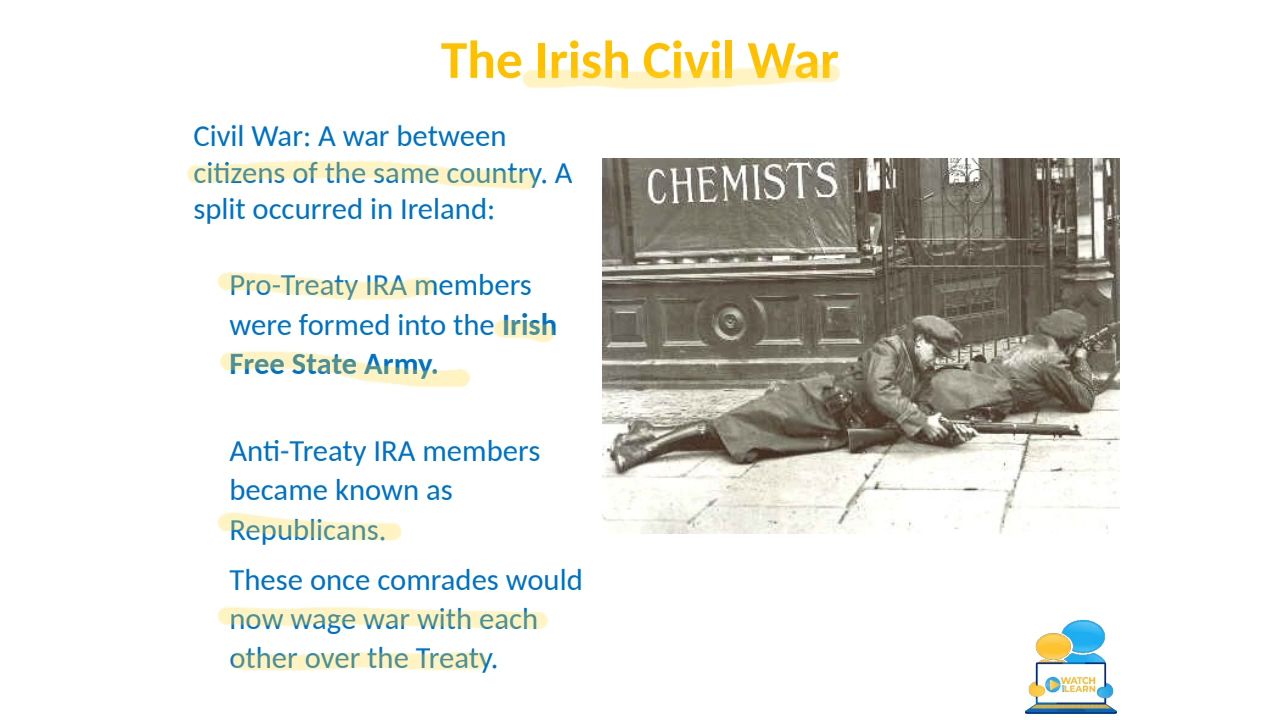 The Irish Civil War
Civil War: A war between
citizens of the same country. A
split occurred in Ireland:
Pro-Treaty IRA members
were formed into the Irish
Free State Army.
Anti-Treaty IRA members
became known as
Republicans.
These once comrades would
now wage war with each
other over the Treaty.
CHEMISTS
WATCH
LEARN